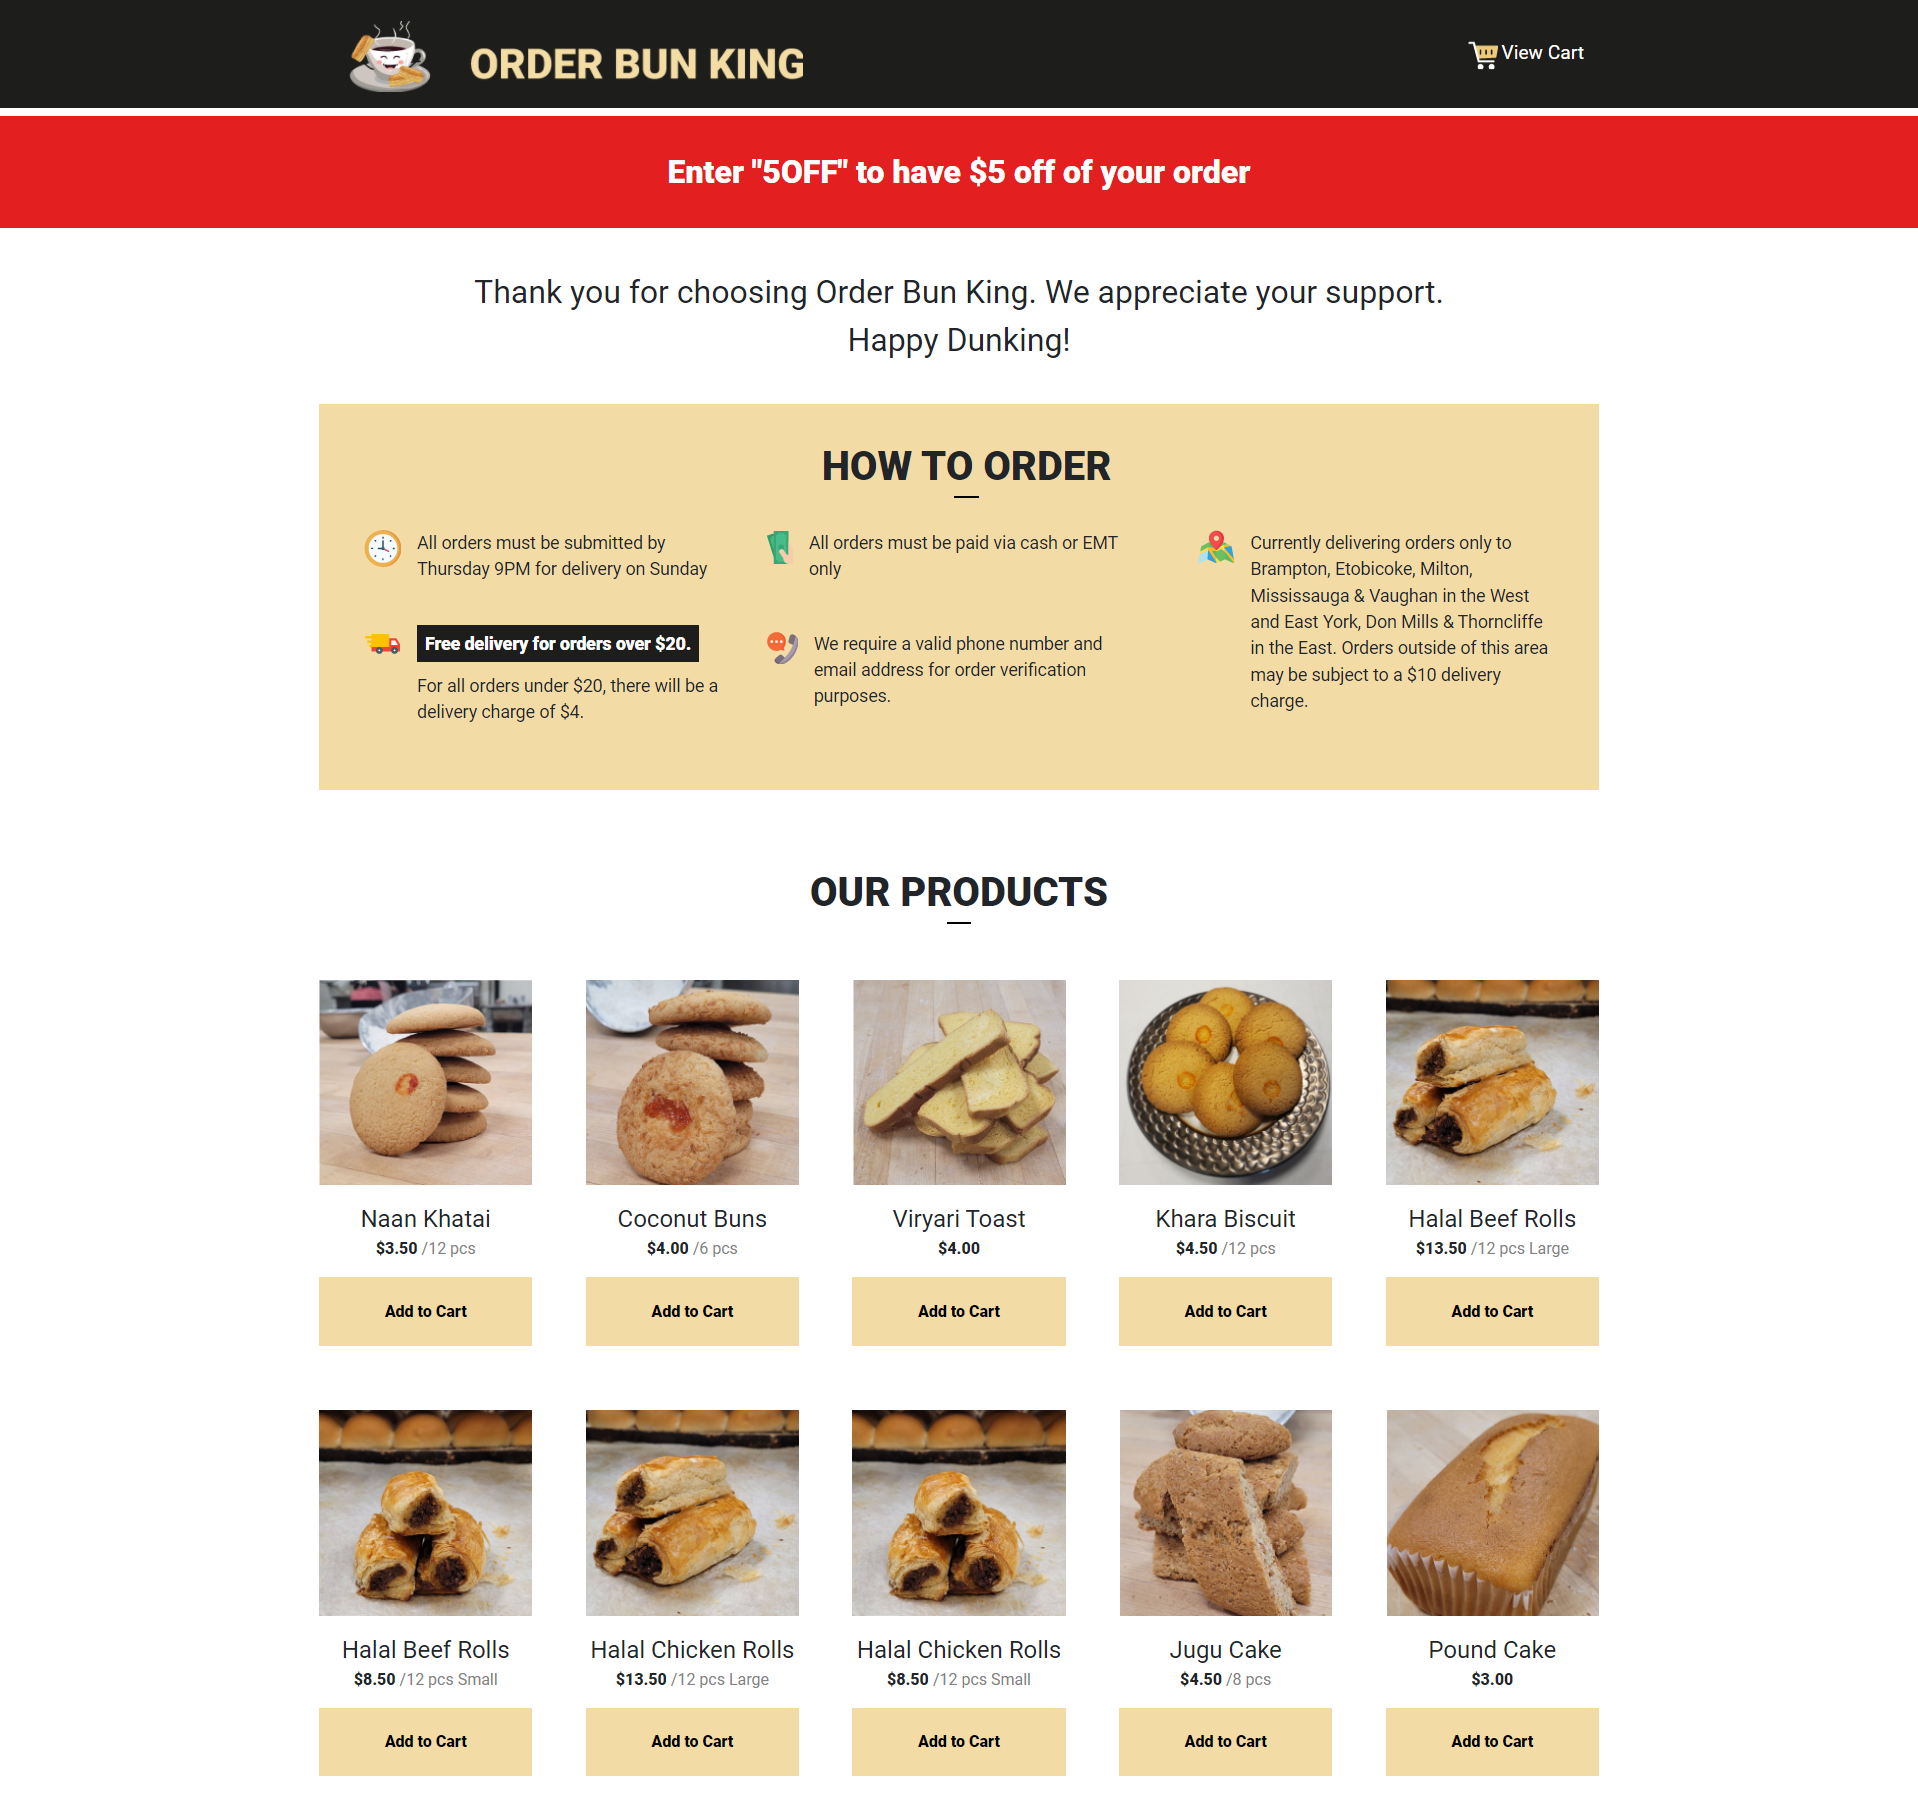 ORDER BUN KING
View Cart
Enter "5OFF" to have $5 off of your order
Thank you for choosing Order Bun King. We appreciate your support.
Happy Dunking!
HOW TO ORDER
All orders must be submitted by
Thursday 9PM for delivery on Sunday
Free delivery for orders over $20.
For all orders under $20, there will be a
delivery charge of $4.
All orders must be paid via cash or EMT
only
We require a valid phone number and
email address for order verification
purposes.
Currently delivering orders only to
Brampton, Etobicoke, Milton,
Mississauga & Vaughan in the West
and East York, Don Mills & Thorncliffe
in the East. Orders outside of this area
may be subject to a $10 delivery
charge.
OUR PRODUCTS
Naan Khatai
$3.50 /12 pcs
Add to Cart
Coconut Buns
$4.00 /6 pcs
Add to Cart
Viryari Toast
$4.00
Add to Cart
Khara Biscuit
$4.50 /12 pcs
Add to Cart
Halal Beef Rolls
$13.50 /12 pcs Large
Add to Cart
Halal Beef Rolls
$8.50 /12 pcs Small
Add to Cart
Halal Chicken Rolls
$13.50 /12 pcs Large
Add to Cart
Halal Chicken Rolls
$8.50 /12 pcs Small
Add to Cart
Jugu Cake
$4.50 /8 pcs
Add to Cart
Pound Cake
$3.00
Add to Cart